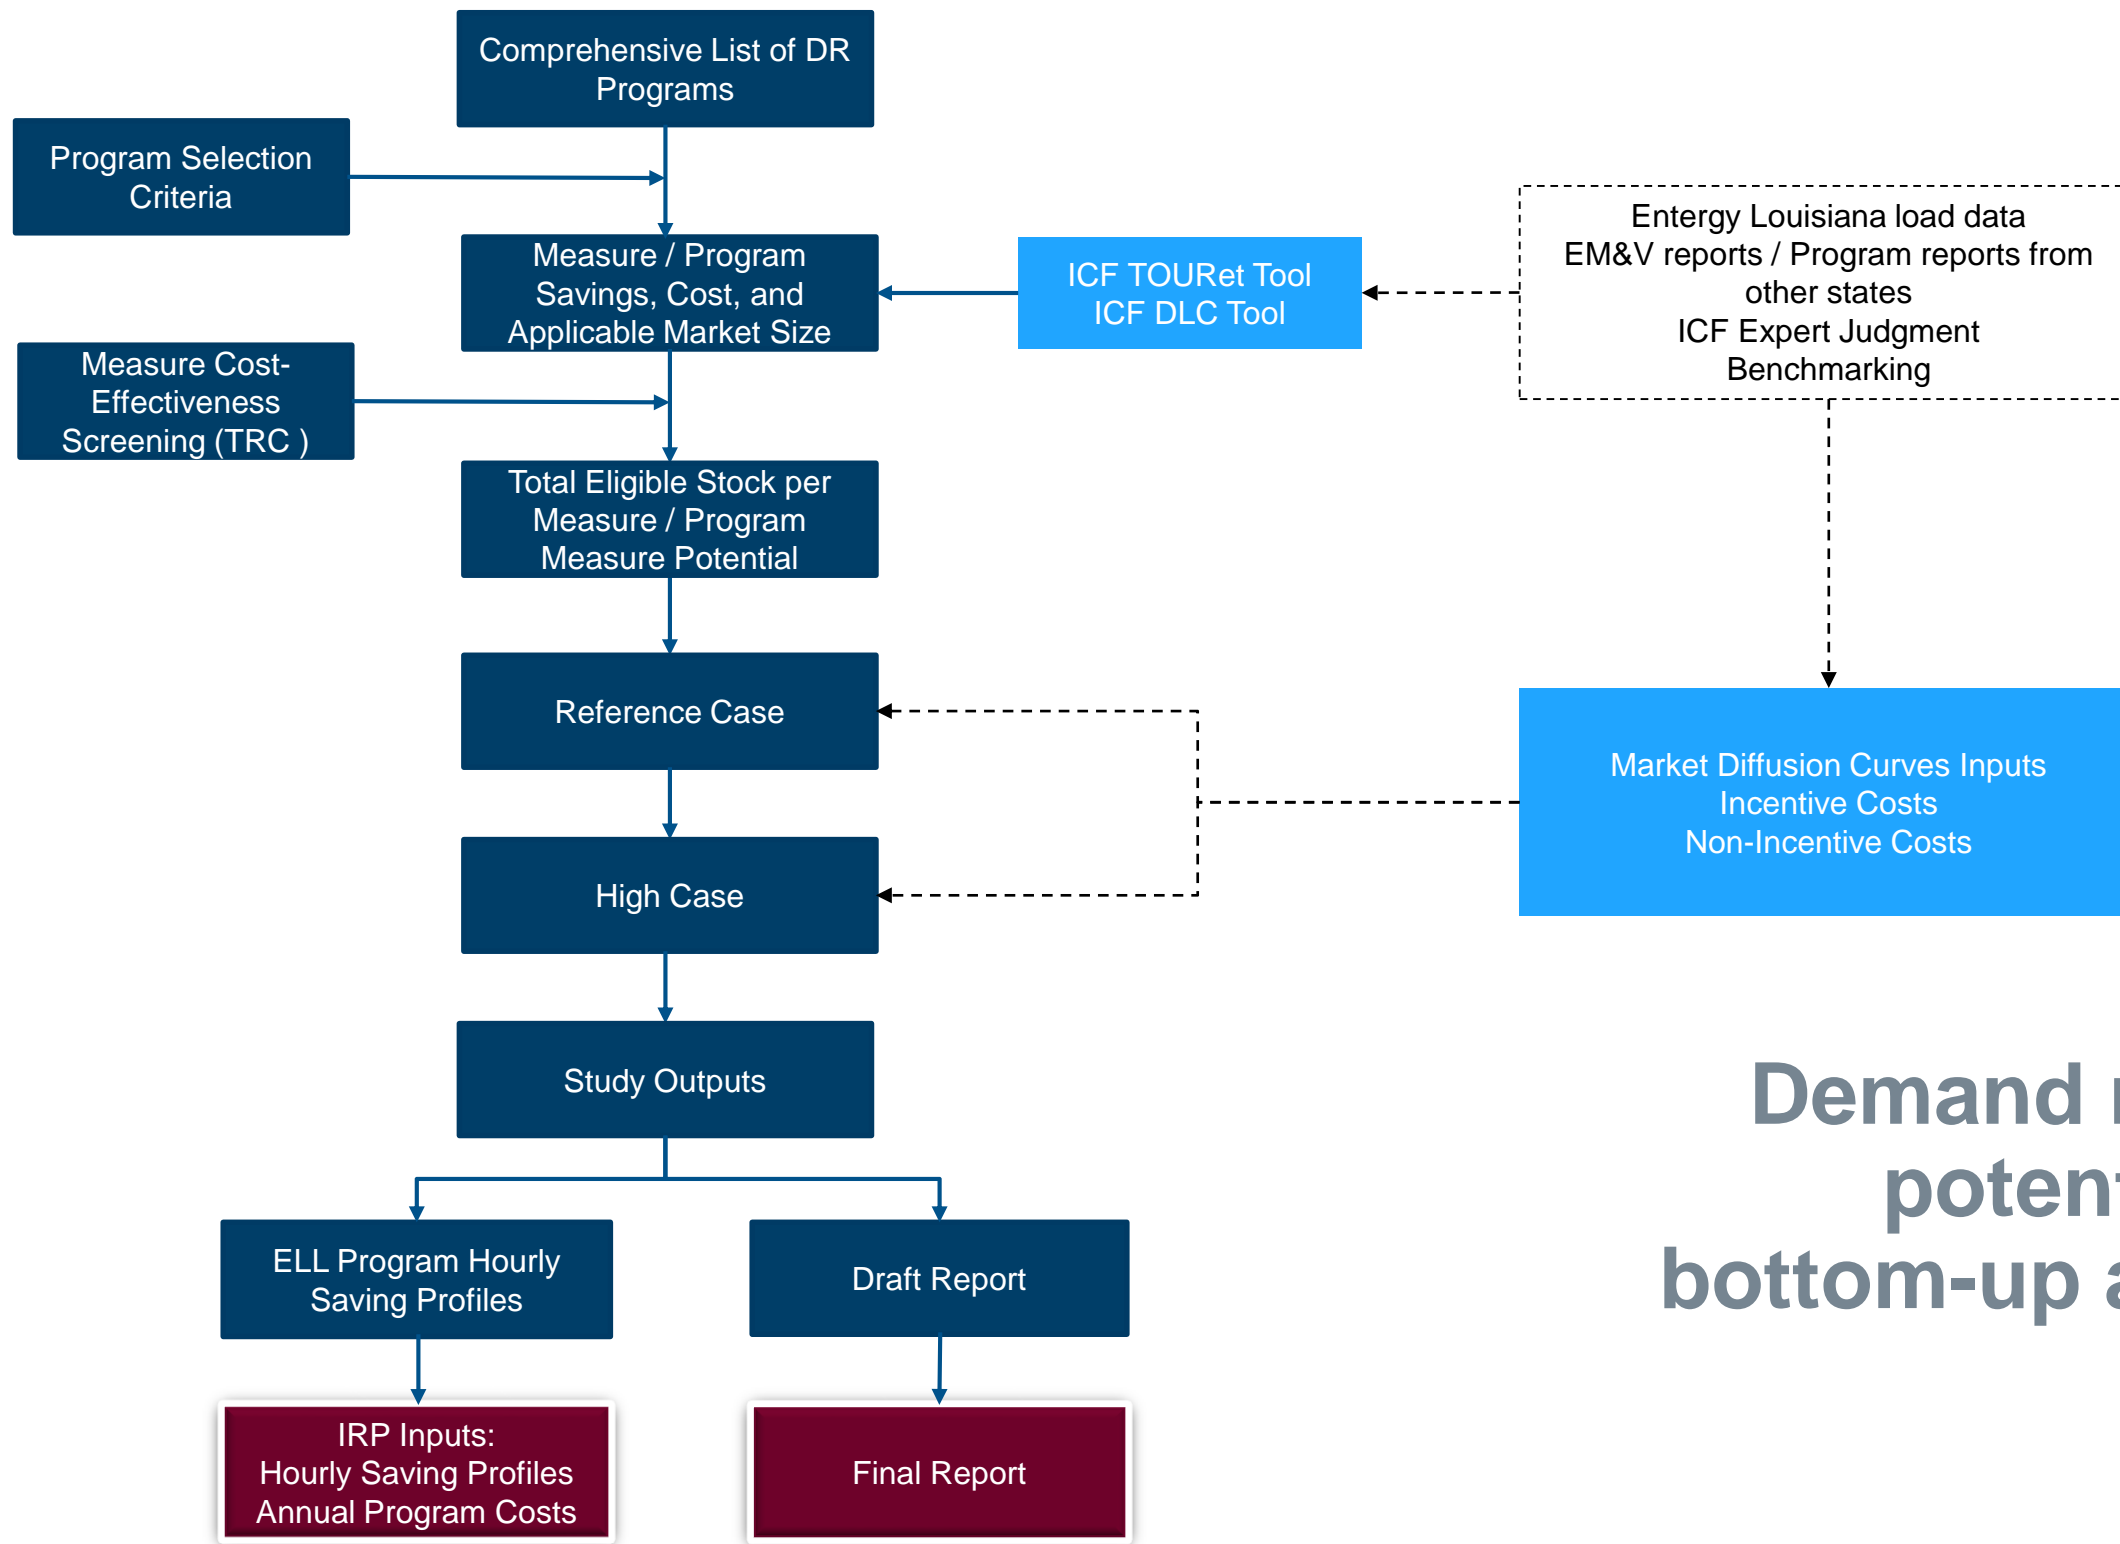 Comprehensive List of DR
Programs
Program Selection
Criteria
Measure / Program
Savings, Cost, and
Applicable Market Size
ICF TOURet Tool
ICF DLC Tool
Entergy Louisiana load data
EM&V reports / Program reports from
other states
ICF Expert Judgment
Benchmarking
Measure Cost-
Effectiveness
Screening (TRC )
Total Eligible Stock per
Measure / Program
Measure Potential
Reference Case
Market Diffusion Curves Inputs
Incentive Costs
Non-Incentive Costs
High Case
Study Outputs
Demand
poten
bottom-up a
ELL Program Hourly
Saving Profiles
Draft Report
IRP Inputs:
Hourly Saving Profiles
Annual Program Costs
Final Report